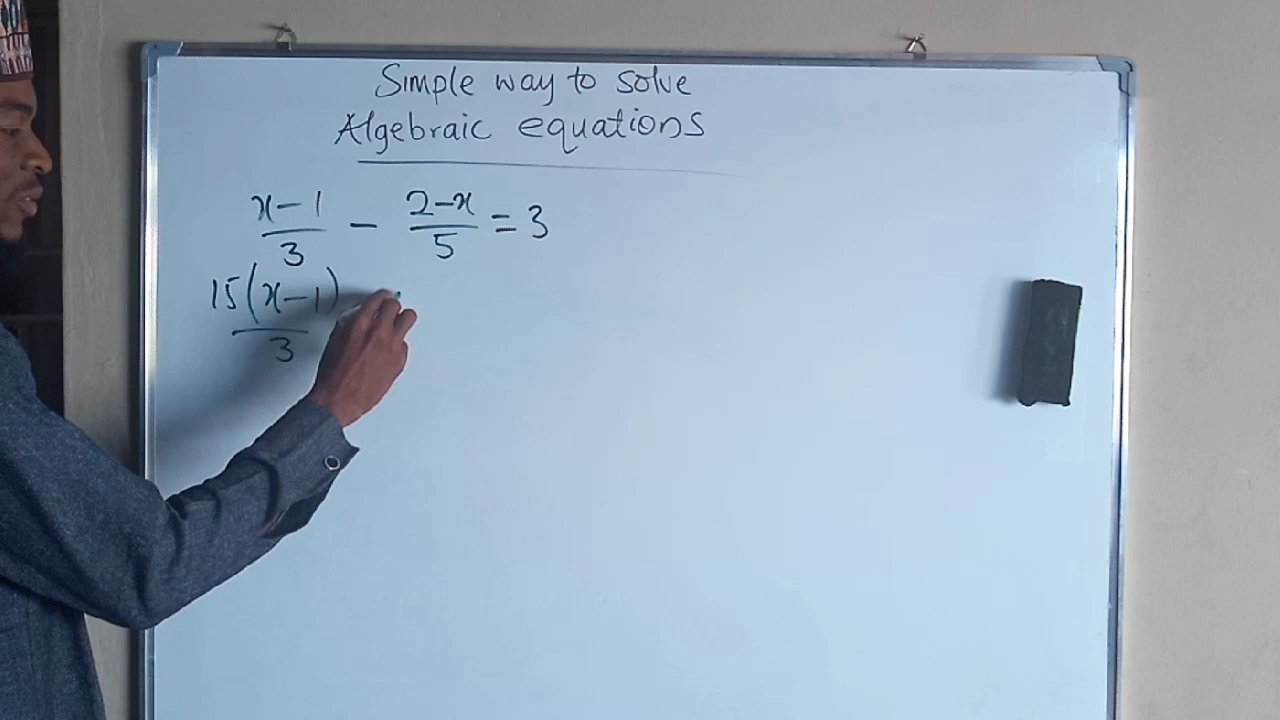 Simple way to solve
Algebraic equations
x-1/3 - 2-x/5 = 3
15(x-1)/3